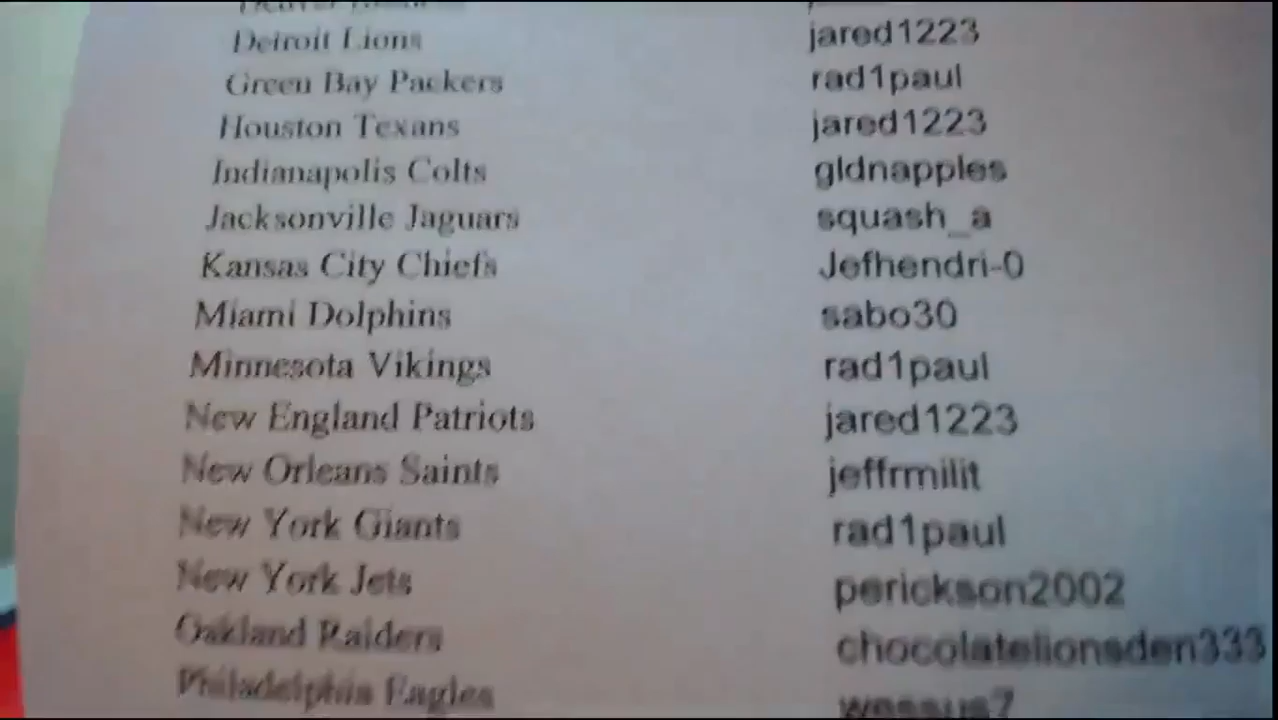 Detroit Lions jared1223
Green Bay Packers rad1paul
Houston Texans jared1223
Indianapolis Colts gldnapples
Jacksonville Jaguars squash_a
Kansas City Chiefs Jefhendri-0
Miami Dolphins sabo30
Minnesota Vikings rad1paul
New England Patriots jared1223
New Orleans Saints jeffrmilit
New York Giants rad1paul
New York Jets perickson2002
Oakland Raiders chocolatelionsden333
Philadelphia Eagles